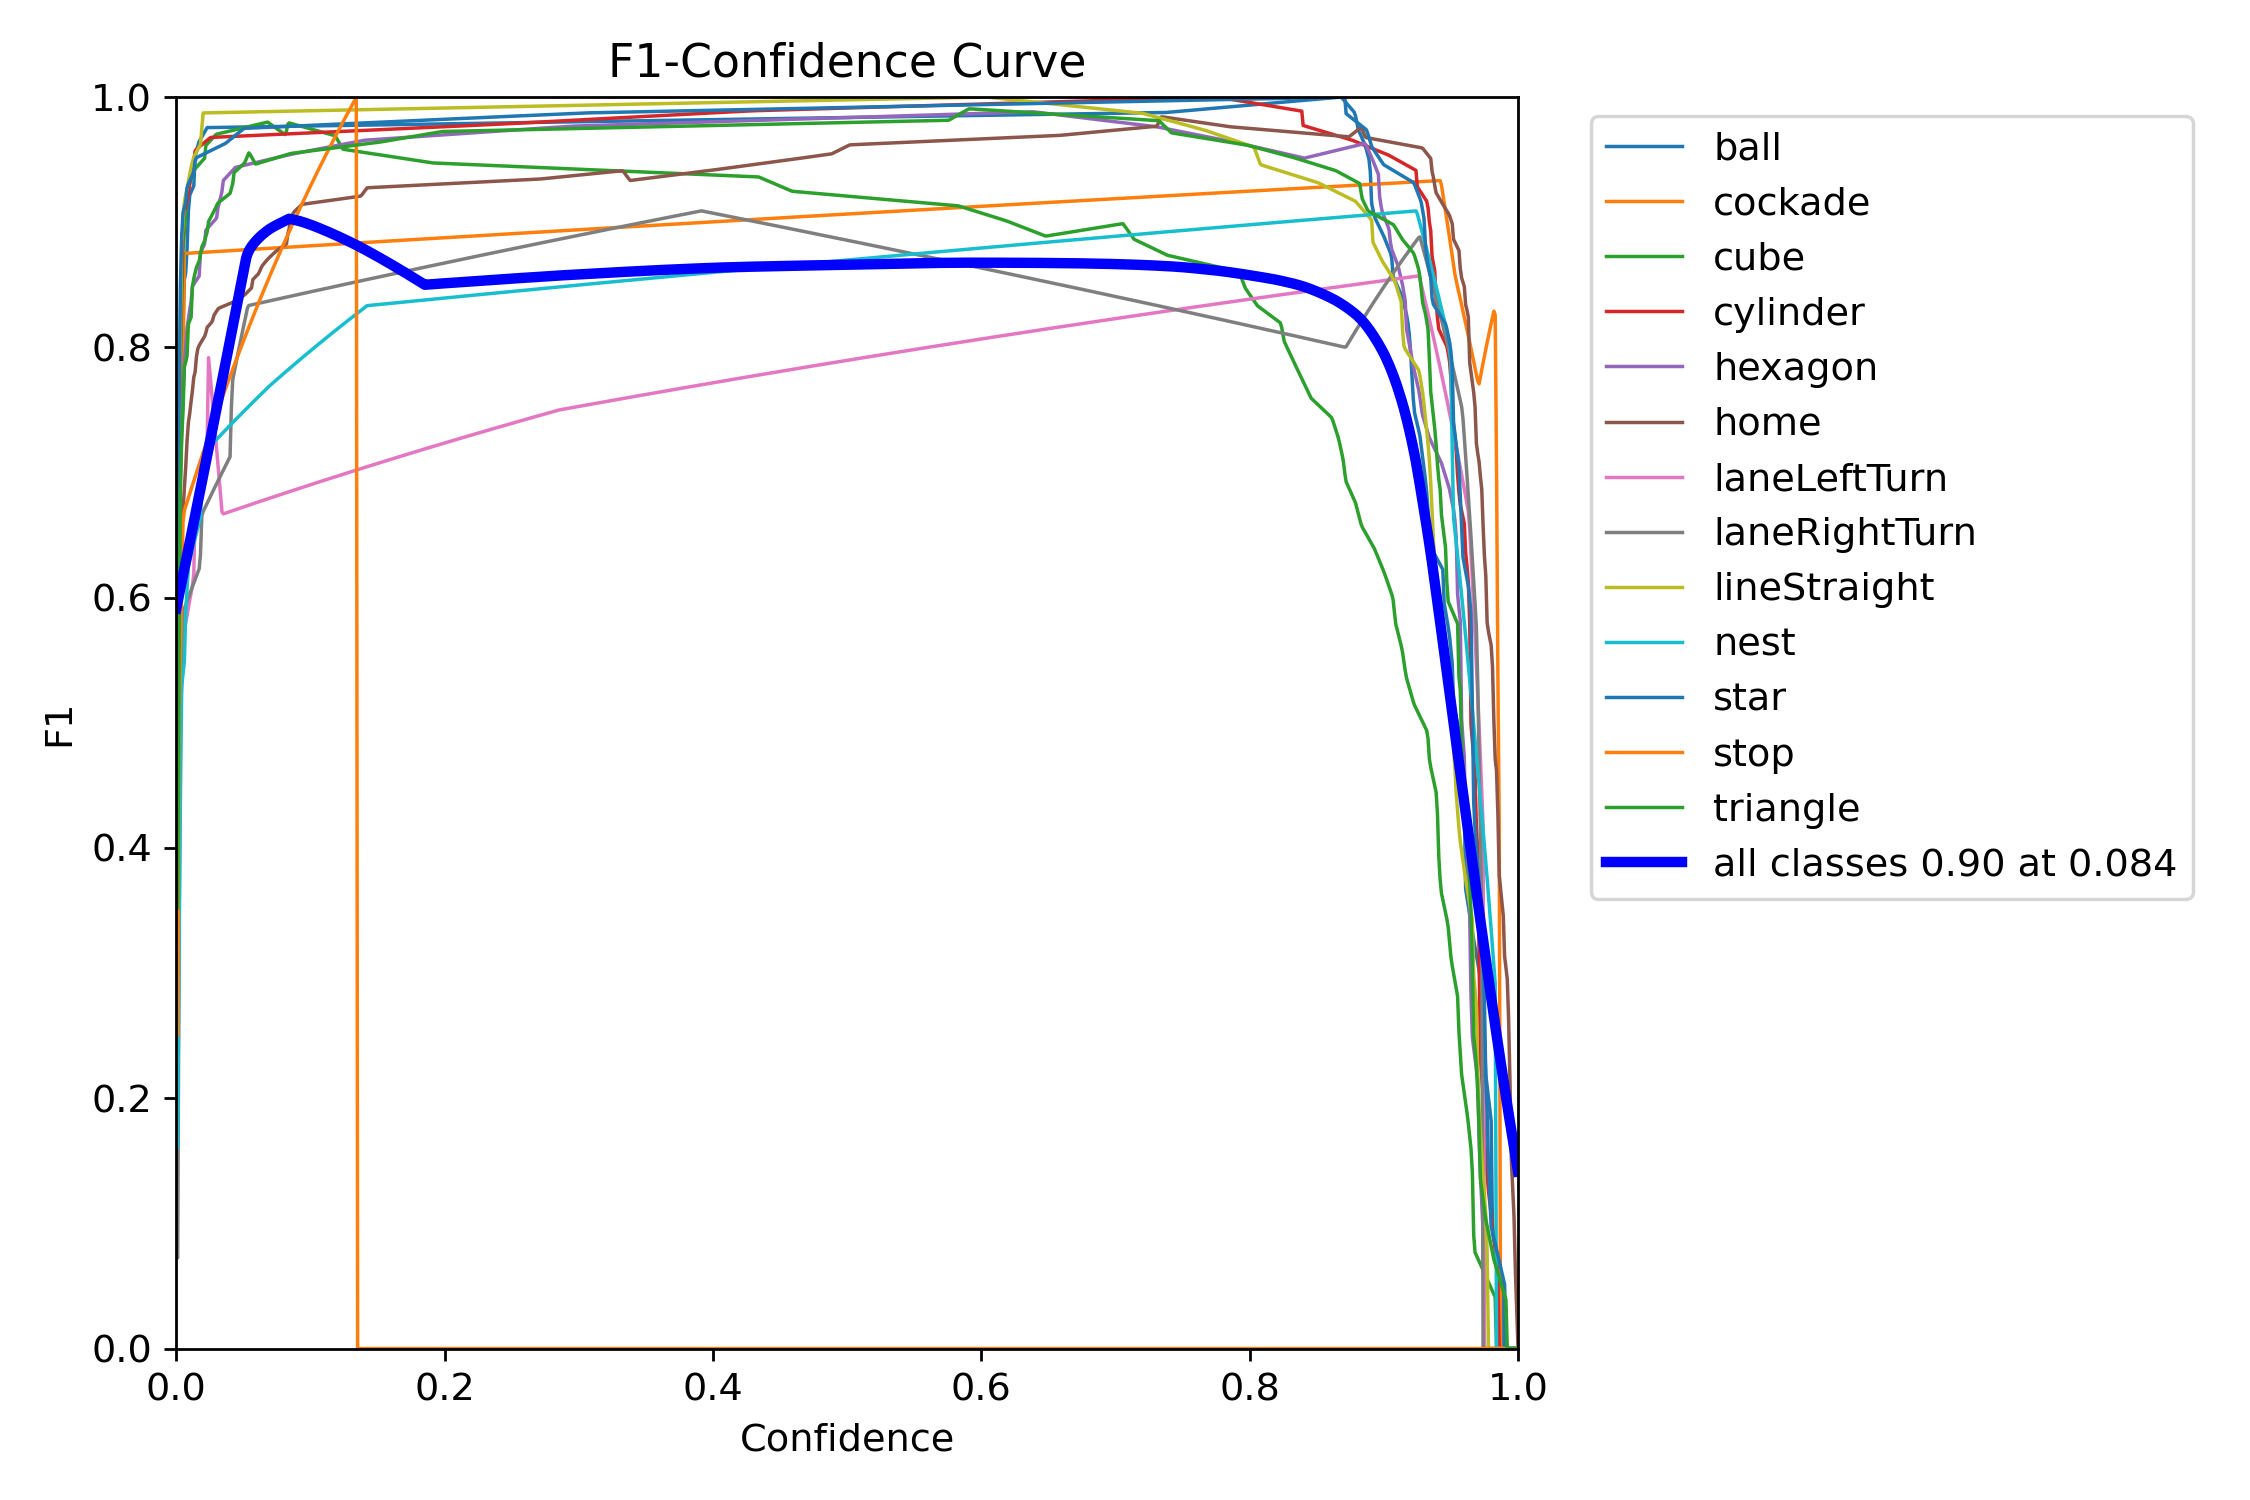 F1-Confidence Curve
1.0
0.8
0.6
0.4
0.2
0.0
F1
0.0 0.2 0.4 0.6 0.8 1.0
Confidence
ball
cockade
cube
cylinder
hexagon
home
laneLeftTurn
laneRightTurn
lineStraight
nest
star
stop
triangle
all classes 0.90 at 0.084